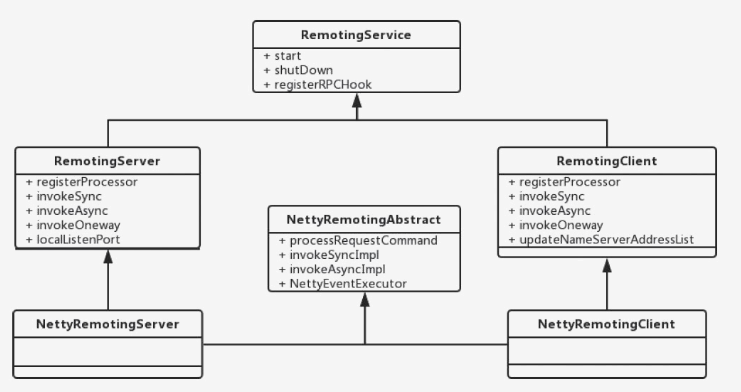 RemotingService
+ start
+ shutDown
+ registerRPCHook
RemotingServer
+ registerProcessor
+ invokeSync
+ invokeAsync
+ invokeOneway
+ localListenPort
NettyRemotingAbstract
+ processRequestCommand
+ invokeSyncImpl
+ invokeAsyncImpl
+ NettyEventExecutor
RemotingClient
+ registerProcessor
+ invokeSync
+ invokeAsync
+ invokeOneway
+ updateNameServerAddressList
NettyRemotingServer
NettyRemotingClient